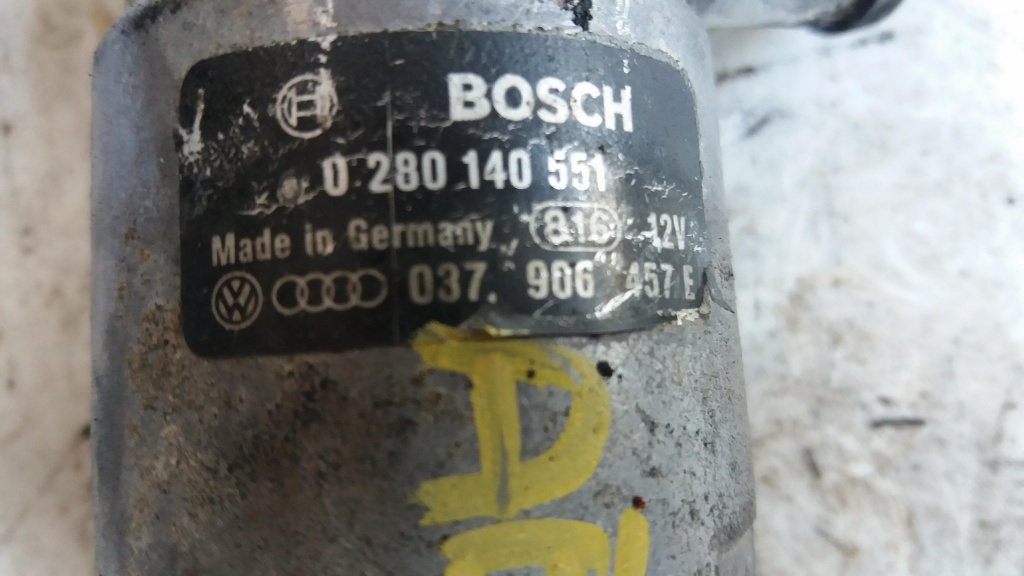 BOSCH
0 280 140 551
Made in Germany 816 12V
037. 906 457 E
D